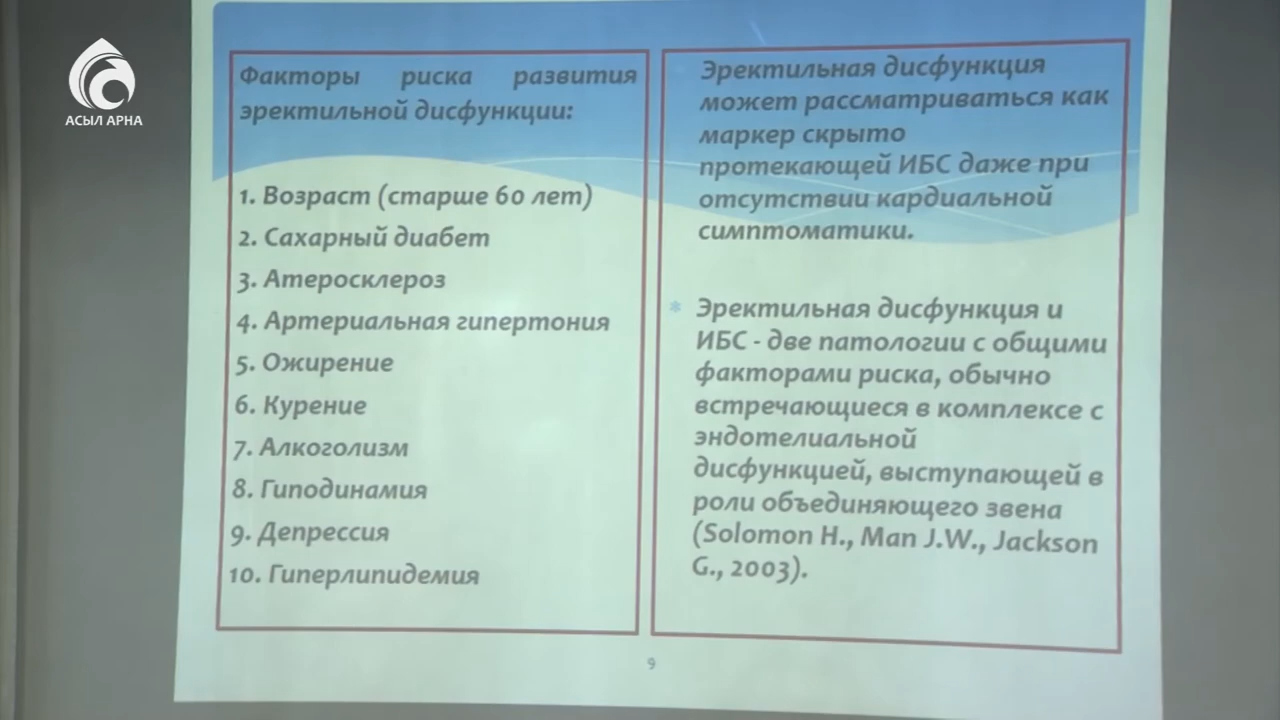 АСЫЛ АРНА
Факторы риска развития
эректильной дисфункции:
1. Возраст (старше 60 лет)
2. Сахарный диабет
3. Атеросклероз
4. Артериальная гипертония
5. Ожирение
6. Курение
7. Алкоголизм
8. Гиподинамия
9. Депрессия
10. Гиперлипидемия
Эректильная дисфункция
может рассматриваться как
маркер скрыто
протекающей ИБС даже при
отсутствии кардиальной
симптоматики.
* Эректильная дисфункция и
ИБС - две патологии с общими
факторами риска, обычно
встречающиеся в комплексе с
эндотелиальной
дисфункцией, выступающей в
роли объединяющего звена
(Solomon H., Man J.W., Jackson
G., 2003).
9